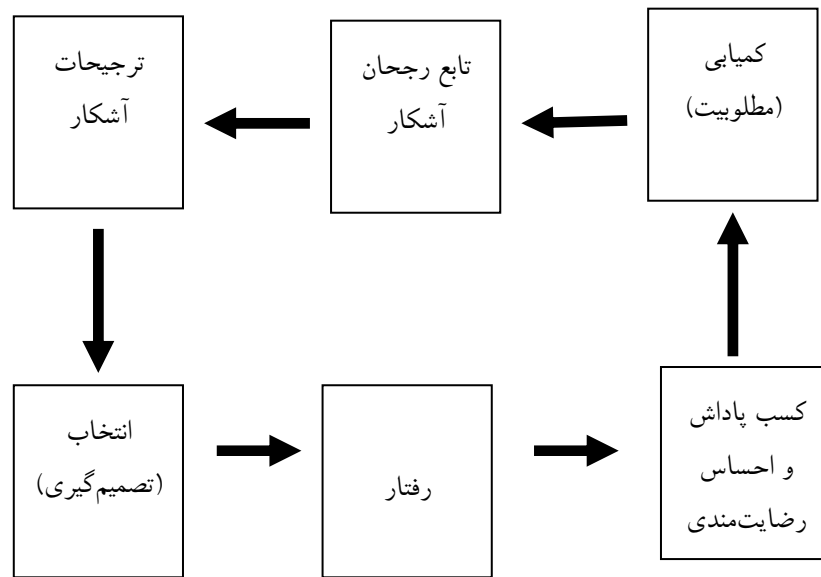 کمیابی
(مطلوبیت)
تابع رجحان
آشکار
ترجیحات
آشکار
انتخاب
(تصمیم‌گیری)
رفتار
کسب پاداش
و احساس
رضایت‌مندی